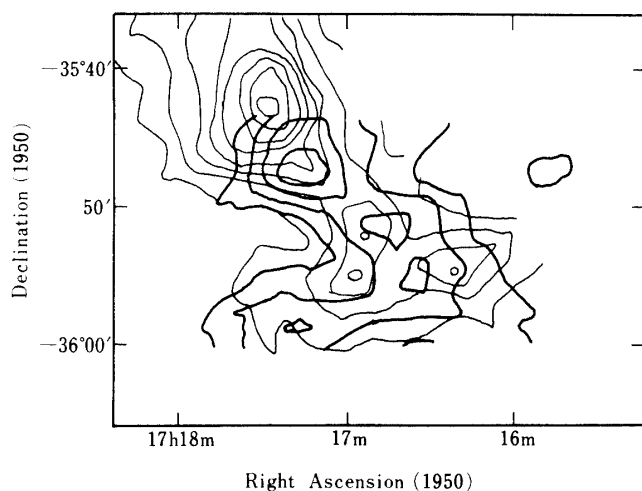 −35°40′
50′
−36°00′
Declination (1950)
17h18m
17m
16m
Right Ascension (1950)